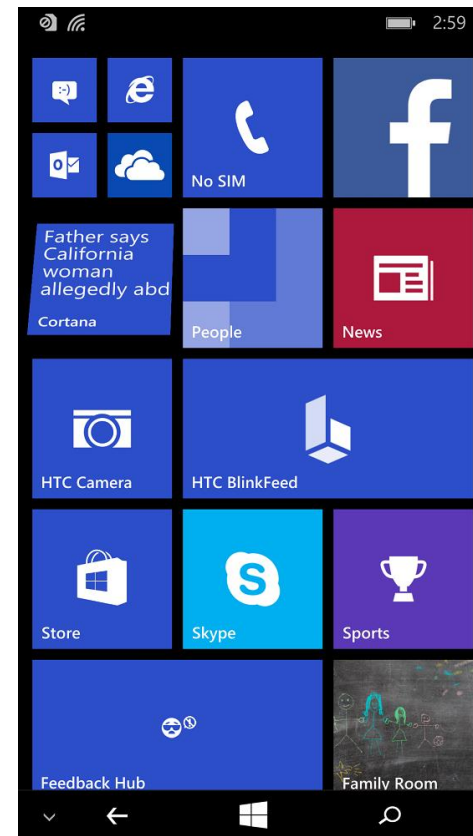 2:59
No SIM
Father says
California
woman
allegedly abd
Cortana
People
News
HTC Camera
HTC BlinkFeed
Store
Skype
Sports
Feedback Hub
Family Room